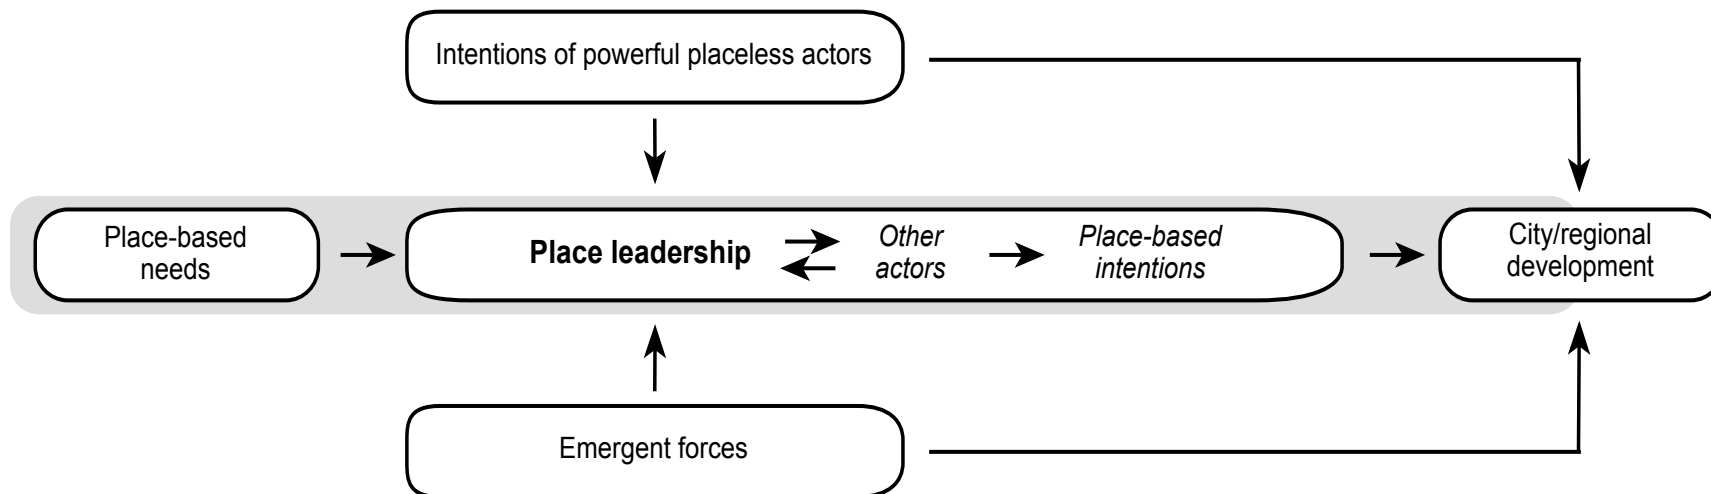 Intentions of powerful placeless actors
Place-based
needs
Place leadership
Other
actors
Place-based
intentions
City/regional
development
Emergent forces